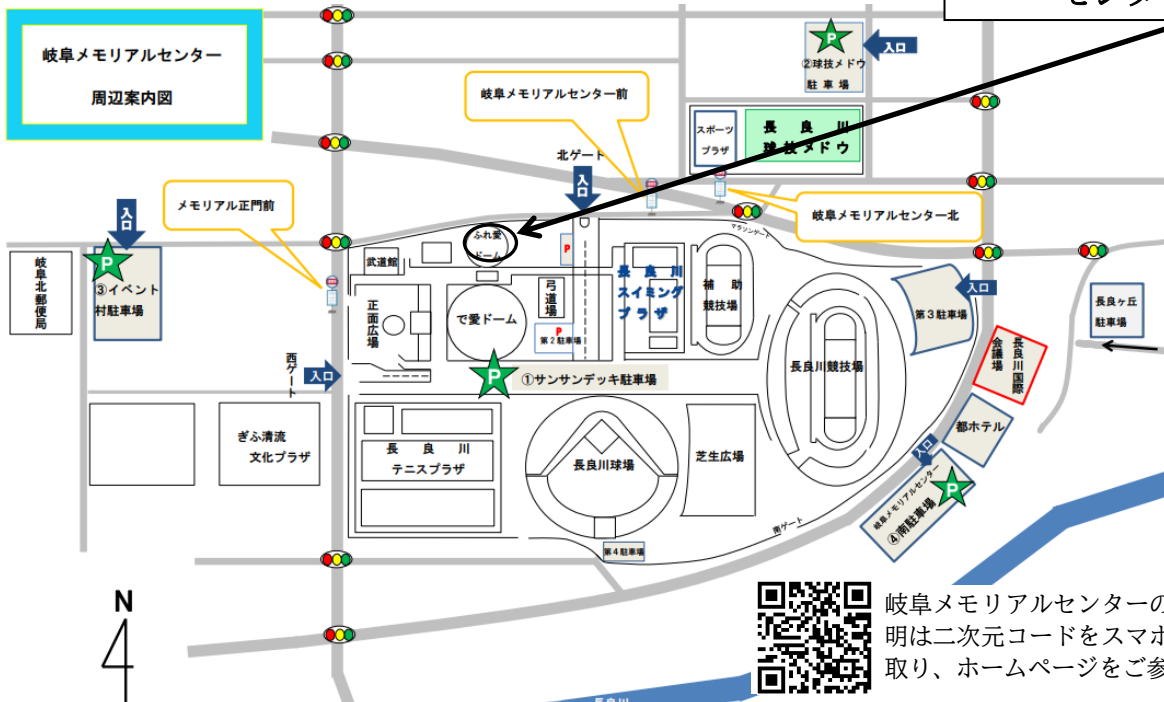 岐阜メモリアルセンター
周辺案内図
P
入口
②球技メドウ
駐車場
岐阜メモリアルセンター前
スポーツ
プラザ
長良川
球技メドウ
北ゲート
入口
メモリアル正門前
岐阜メモリアルセンター北
入口
P
③イベント
村駐車場
岐阜北郵便局
武道館
ふれ愛
ドーム
P
マラソンゲート
正面広場
で愛ドーム
弓道場
P
第2駐車場
長良川
スイミング
プラザ
補助
競技場
入口
第3駐車場
長良ヶ丘
駐車場
長良川国際
会議場
西ゲート
入口
P
①サンサンデッキ駐車場
長良川競技場
都ホテル
ぎふ清流
文化プラザ
長良川
テニスプラザ
長良川球場
芝生広場
入口
岐阜メモリアルセンター
④南駐車場
P
南ゲート
第4駐車場
N
岐阜メモリアルセンターの
明は二次元コードをスマホ
取り、ホームページをご参